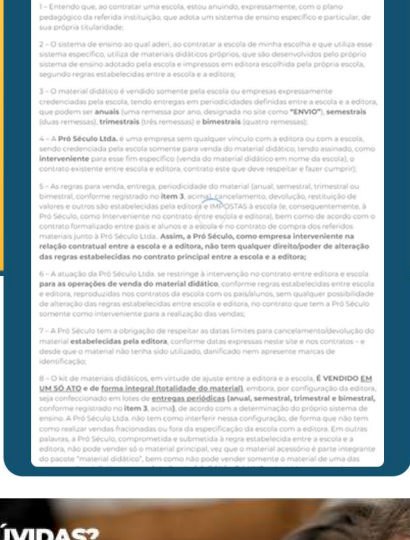 1 – Entendo que, ao contratar uma escola, estou anuindo, expressamente, com o plano
pedagógico da referida instituição, que adota um sistema de ensino específico e particular, de
sua própria titularidade;
2 – O sistema de ensino ao qual aderi, ao contratar a escola de minha escolha e que utiliza esse
sistema específico, utiliza de materiais didáticos próprios, que são desenvolvidos pelo próprio
sistema de ensino adotado pela escola e impressos em editora escolhida pela própria escola,
segundo regras estabelecidas entre a escola e a editora;
3 – O material didático é vendido somente pela escola ou empresas expressamente
credenciadas pela escola, tendo entregas em periodicidades definidas entre a escola e a editora,
que podem ser anuais (uma remessa por ano, designada no site como "ENVIO"), semestrais
(duas remessas), trimestrais (três remessas) e bimestrais (quatro remessas);
4 – A Pró Século Ltda. é uma empresa sem qualquer vínculo com a editora ou com a escola,
sendo credenciada pela escola somente para venda do material didático, tendo assinado, como
interveniente para esse fim específico (venda do material didático em nome da escola), o
contrato existente entre escola e editora, contrato este que deve respeitar e fazer cumprir;
5 – As regras para venda, entrega, periodicidade do material (anual, semestral, trimestral ou
bimestral, conforme registrado no item 3, acima), cancelamento, devolução, restituição de
valores e outros são estabelecidas pela editora e IMPOSTAS à escola (e, consequentemente, à
Pró Século, como Interveniente no contrato entre escola e editora), bem como de acordo com o
contrato formalizado entre pais e alunos e a escola e no contrato de compra dos referidos
materiais junto à Pró Século Ltda. Assim, a Pró Século, como empresa interveniente na
relação contratual entre a escola e a editora, não tem qualquer direito/poder de alteração
das regras estabelecidas no contrato principal entre a escola e a editora;
6 – A atuação da Pró Século Ltda. se restringe à intervenção no contrato entre editora e escola
para as operações de venda do material didático, conforme regras estabelecidas entre escola
e editora, reproduzidas nos contratos da escola com os pais/alunos, sem qualquer possibilidade
de alteração das regras estabelecidas entre escola e editora, no contrato que tem a Pró Século
somente como interveniente para a realização das vendas;
7 – A Pró Século tem a obrigação de respeitar as datas limites para cancelamento/devolução do
material estabelecidas pela editora, conforme datas expressas neste site e nos contratos – e
desde que o material não tenha sido utilizado, danificado nem apresente marcas de
identificação;
8 – O kit de materiais didáticos, em virtude de ajuste entre a editora e a escola, É VENDIDO EM
UM SÓ ATO e de forma integral (totalidade do material), embora, por configuração da editora,
seja confeccionado em lotes de entregas periódicas (anual, semestral, trimestral e bimestral,
conforme registrado no item 3, acima), de acordo com a determinação do próprio sistema de
ensino. A Pró Século Ltda. não tem como interferir nessa configuração, de forma que não tem
como realizar vendas fracionadas ou fora da especificação da escola com a editora. Em outras
palavras, a Pró Século, comprometida e submetida à regra estabelecida entre a escola e a
editora, não pode vender só o material principal, vez que o material acessório é parte integrante
do pacote "material didático", bem como não pode vender somente o material de uma das
ÚVIDAS?